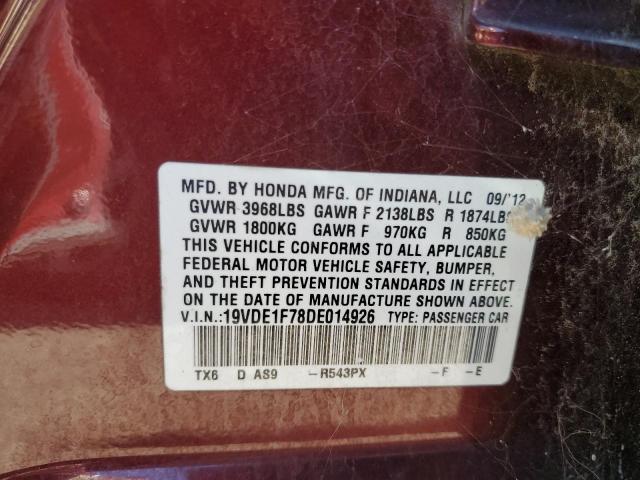 MFD. BY HONDA MFG. OF INDIANA, LLC 09/'12
GVWR 3968LBS GAWR F 2138LBS R 1874LBS
GVWR 1800KG GAWR F 970KG R 850KG
THIS VEHICLE CONFORMS TO ALL APPLICABLE
FEDERAL MOTOR VEHICLE SAFETY, BUMPER,
AND THEFT PREVENTION STANDARDS IN EFFECT
ON THE DATE OF MANUFACTURE SHOWN ABOVE.
V.I.N.:19VDE1F78DE014926 TYPE: PASSENGER CAR
TX6 D AS9 -R543PX -F -E